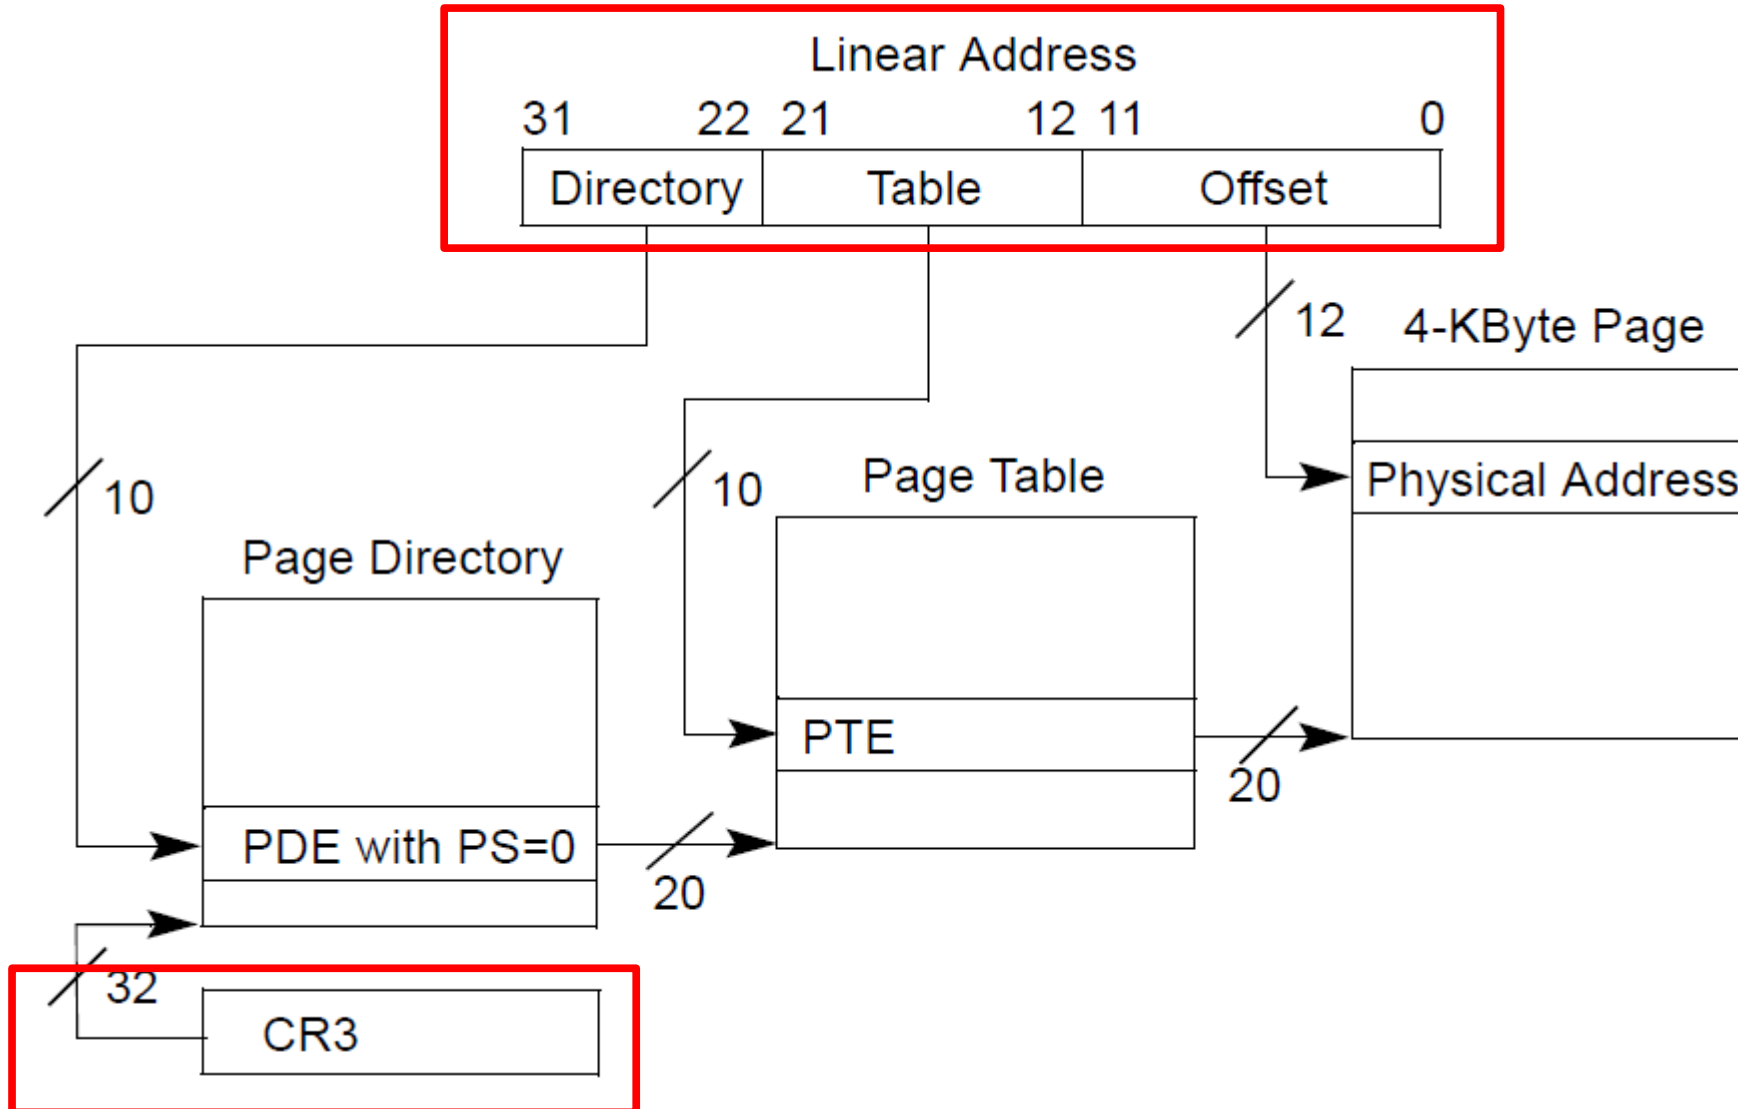 Linear Address
31 22 21 12 11 0
Directory Table Offset
12
4-KByte Page
10
10
Page Table
Physical Address
Page Directory
PTE
20
PDE with PS=0
20
32
CR3